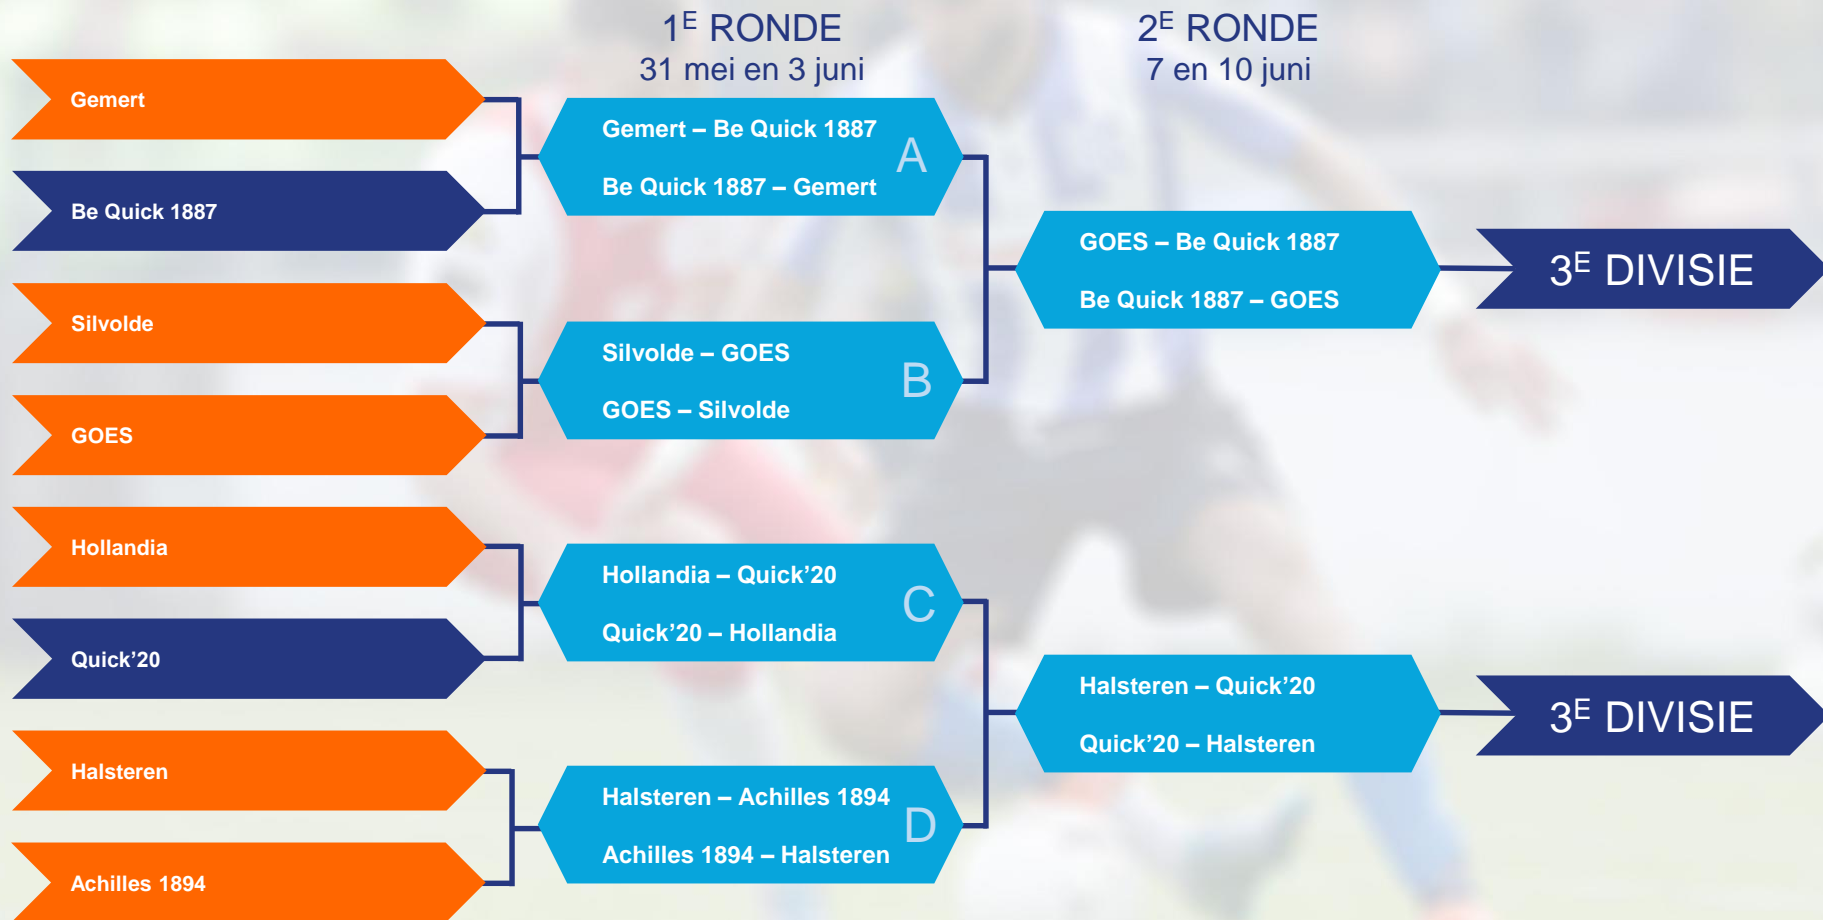 1E RONDE
31 mei en 3 juni
2E RONDE
7 en 10 juni
Gemert
Be Quick 1887
Silvolde
GOES
Hollandia
Quick’20
Halsteren
Achilles 1894
Gemert – Be Quick 1887
Be Quick 1887 – Gemert
A
Silvolde – GOES
GOES – Silvolde
B
Hollandia – Quick’20
Quick’20 – Hollandia
C
Halsteren – Achilles 1894
Achilles 1894 – Halsteren
D
GOES – Be Quick 1887
Be Quick 1887 – GOES
Halsteren – Quick’20
Quick’20 – Halsteren
3E DIVISIE
3E DIVISIE